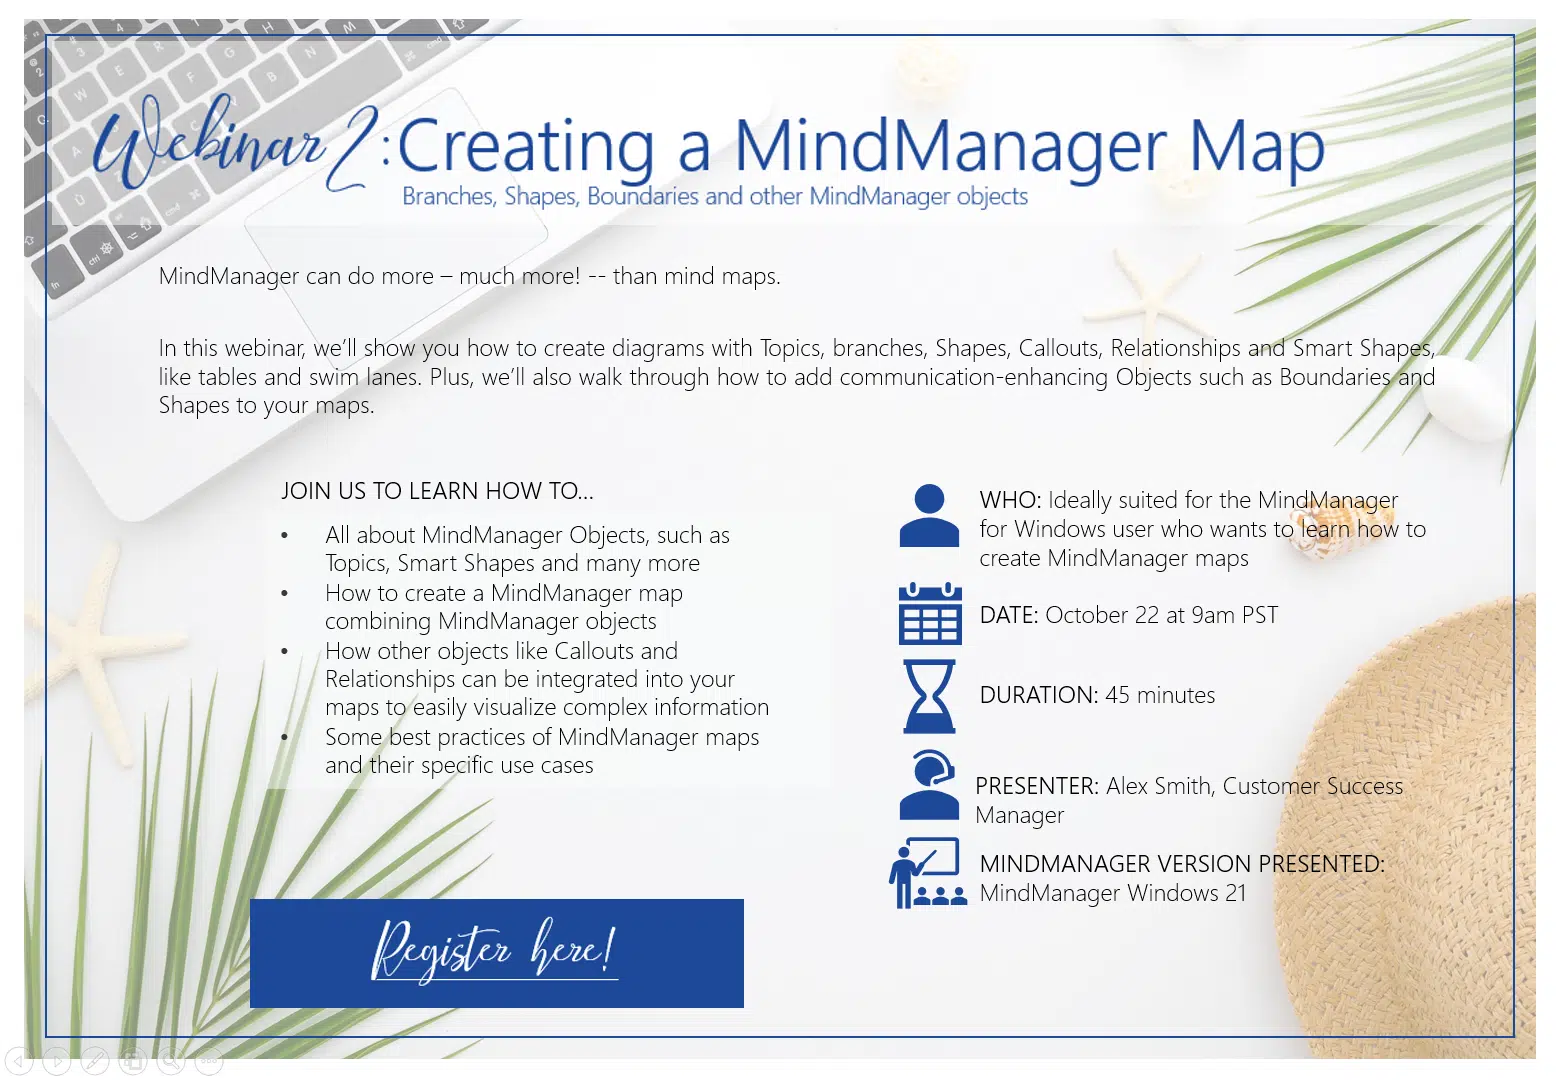 Webinar 2: Creating a MindManager Map
Branches, Shapes, Boundaries and other MindManager objects
MindManager can do more – much more! -- than mind maps.
In this webinar, we’ll show you how to create diagrams with Topics, branches, Shapes, Callouts, Relationships and Smart Shapes,
like tables and swim lanes. Plus, we’ll also walk through how to add communication-enhancing Objects such as Boundaries and
Shapes to your maps.
JOIN US TO LEARN HOW TO...
• All about MindManager Objects, such as
Topics, Smart Shapes and many more
• How to create a MindManager map
combining MindManager objects
• How other objects like Callouts and
Relationships can be integrated into your
maps to easily visualize complex information
• Some best practices of MindManager maps
and their specific use cases
Register here!
WHO: Ideally suited for the MindManager
for Windows user who wants to learn how to
create MindManager maps
DATE: October 22 at 9am PST
DURATION: 45 minutes
PRESENTER: Alex Smith, Customer Success
Manager
MINDMANAGER VERSION PRESENTED:
MindManager Windows 21